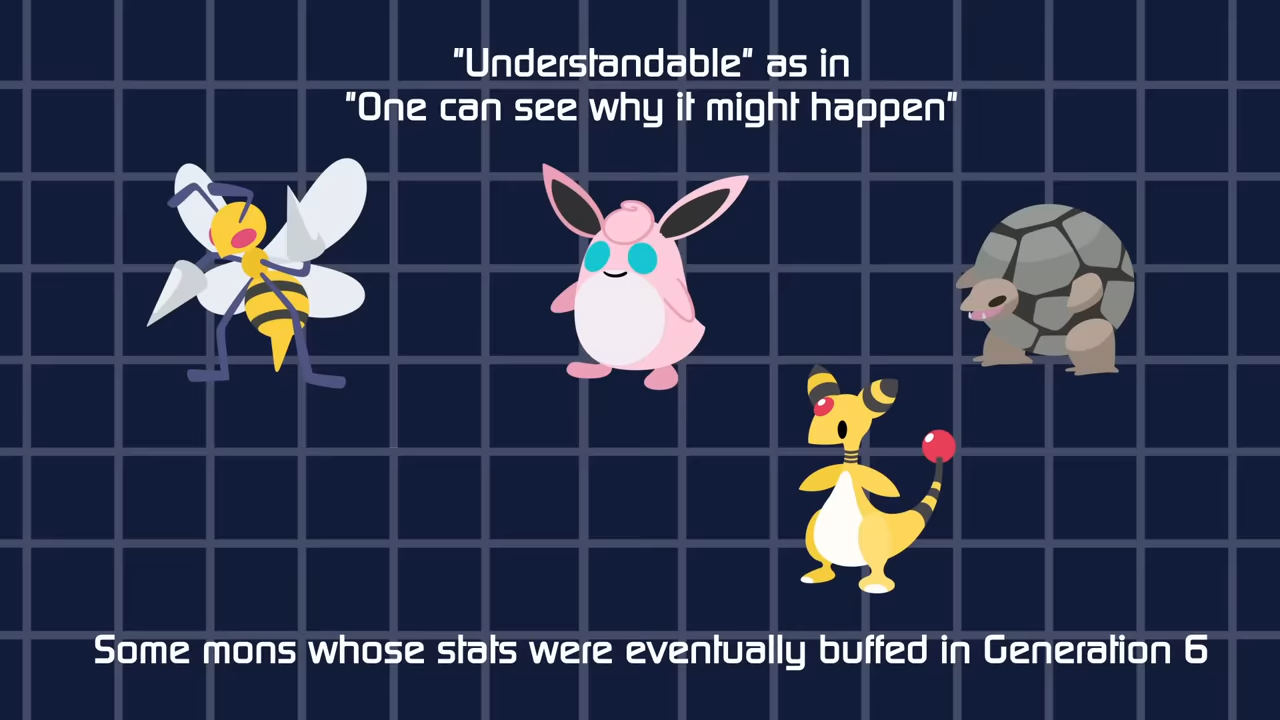 "Understandable" as in
"One can see why it might happen"
Some mons whose stats were eventually buffed in Generation 6